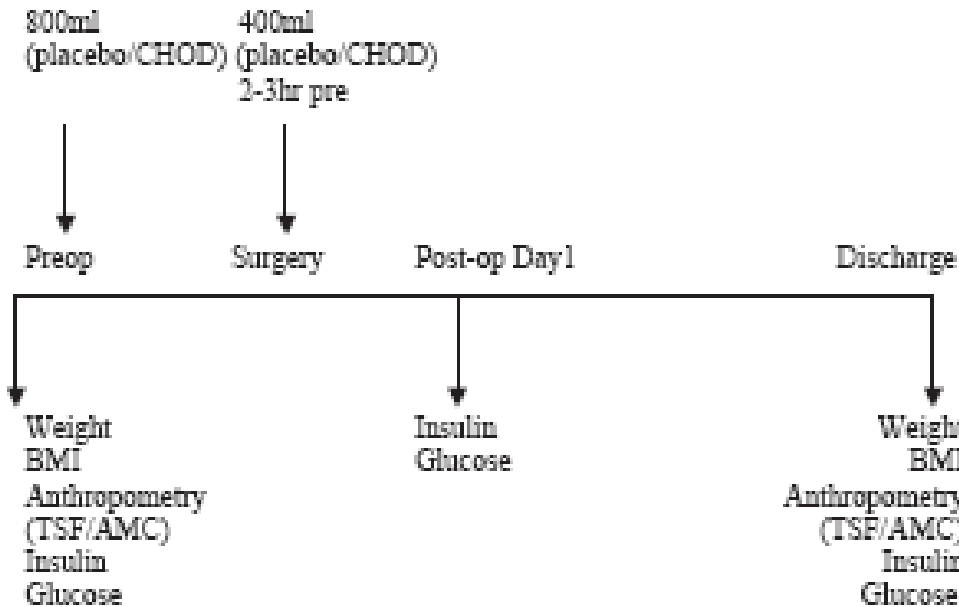 800ml
(placebo/CHOD)
400ml
(placebo/CHOD)
2-3hr pre
Preop
Surgery
Post-op Day1
Discharge
Weight
BMI
Anthropometry
(TSF/AMC)
Insulin
Glucose
Insulin
Glucose
Weight
BMI
Anthropometry
(TSF/AMC)
Insulin
Glucose